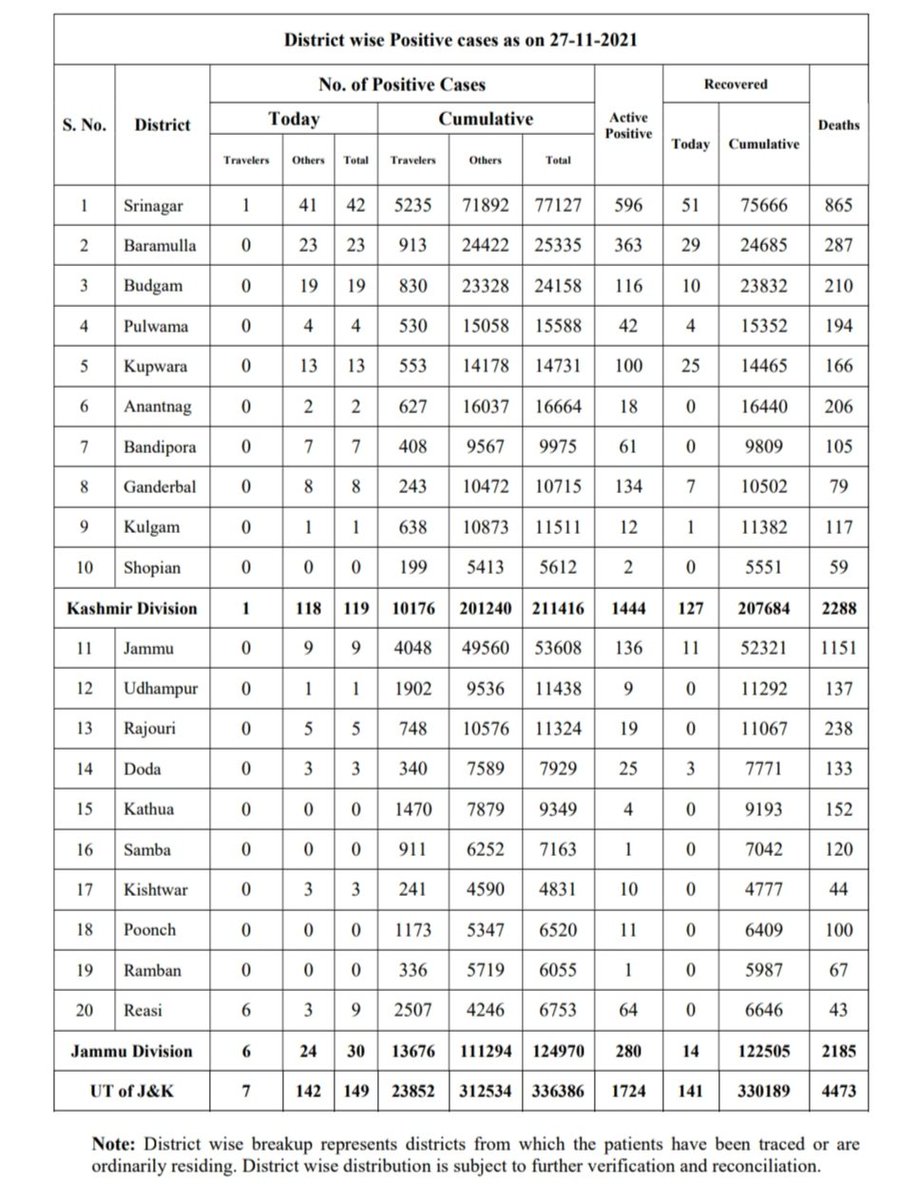 District wise Positive cases as on 27-11-2021
S. No. District No. of Positive Cases Active Positive Recovered Deaths
Today Cumulative Today Cumulative
Travelers Others Total Travelers Others Total
1 Srinagar 1 41 42 5235 71892 77127 596 51 75666 865
2 Baramulla 0 23 23 913 24422 25335 363 29 24685 287
3 Budgam 0 19 19 830 23328 24158 116 10 23832 210
4 Pulwama 0 4 4 530 15058 15588 42 4 15352 194
5 Kupwara 0 13 13 553 14178 14731 100 25 14465 166
6 Anantnag 0 2 2 627 16037 16664 18 0 16440 206
7 Bandipora 0 7 7 408 9567 9975 61 0 9809 105
8 Ganderbal 0 8 8 243 10472 10715 134 7 10502 79
9 Kulgam 0 1 1 638 10873 11511 12 1 11382 117
10 Shopian 0 0 0 199 5413 5612 2 0 5551 59
Kashmir Division 1 118 119 10176 201240 211416 1444 127 207684 2288
11 Jammu 0 9 9 4048 49560 53608 136 11 52321 1151
12 Udhampur 0 1 1 1902 9536 11438 9 0 11292 137
13 Rajouri 0 5 5 748 10576 11324 19 0 11067 238
14 Doda 0 3 3 340 7589 7929 25 3 7771 133
15 Kathua 0 0 0 1470 7879 9349 4 0 9193 152
16 Samba 0 0 0 911 6252 7163 1 0 7042 120
17 Kishtwar 0 3 3 241 4590 4831 10 0 4777 44
18 Poonch 0 0 0 1173 5347 6520 11 0 6409 100
19 Ramban 0 0 0 336 5719 6055 1 0 5987 67
20 Reasi 6 3 9 2507 4246 6753 64 0 6646 43
Jammu Division 6 24 30 13676 111294 124970 280 14 122505 2185
UT of J&K 7 142 149 23852 312534 336386 1724 141 330189 4473
Note: District wise breakup represents districts from which the patients have been traced or are
ordinarily residing. District wise distribution is subject to further verification and reconciliation.